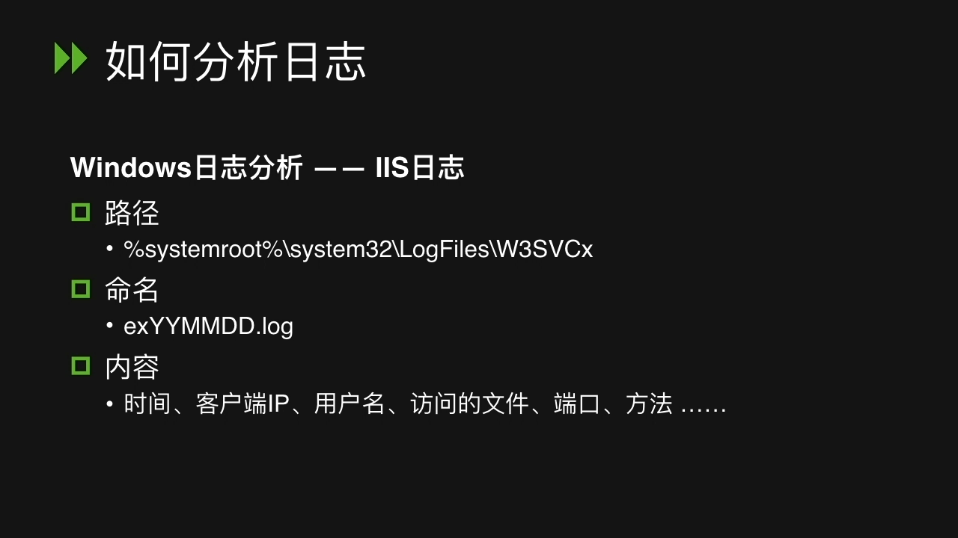 如何分析日志
Windows日志分析 —— IIS日志
路径
• %systemroot%\system32\LogFiles\W3SVCx
命名
• exYYMMDD.log
内容
• 时间、客户端IP、用户名、访问的文件、端口、方法 ……